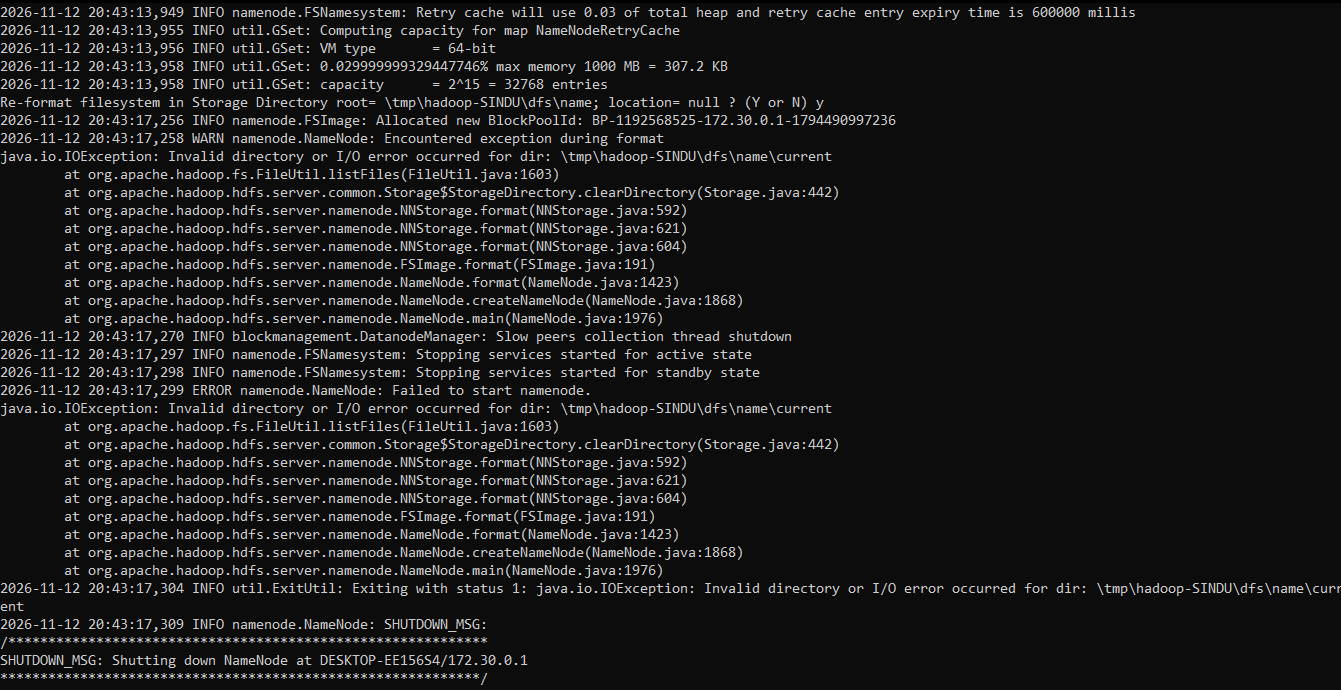 2026-11-12 20:43:13,949 INFO namenode.FSNamesystem: Retry cache will use 0.03 of total heap and retry cache entry expiry time is 600000 millis
2026-11-12 20:43:13,955 INFO util.GSet: Computing capacity for map NameNodeRetryCache
2026-11-12 20:43:13,956 INFO util.GSet: VM type       = 64-bit
2026-11-12 20:43:13,958 INFO util.GSet: 0.029999999329447746% max memory 1000 MB = 307.2 KB
2026-11-12 20:43:13,958 INFO util.GSet: capacity      = 2^15 = 32768 entries
Re-format filesystem in Storage Directory root= \tmp\hadoop-SINDU\dfs\name; location= null ? (Y or N) y
2026-11-12 20:43:17,256 INFO namenode.FSImage: Allocated new BlockPoolId: BP-1192568525-172.30.0.1-1794490997236
2026-11-12 20:43:17,258 WARN namenode.NameNode: Encountered exception during format
java.io.IOException: Invalid directory or I/O error occurred for dir: \tmp\hadoop-SINDU\dfs\name\current
        at org.apache.hadoop.fs.FileUtil.listFiles(FileUtil.java:1603)
        at org.apache.hadoop.hdfs.server.common.Storage$StorageDirectory.clearDirectory(Storage.java:442)
        at org.apache.hadoop.hdfs.server.namenode.NNStorage.format(NNStorage.java:592)
        at org.apache.hadoop.hdfs.server.namenode.NNStorage.format(NNStorage.java:621)
        at org.apache.hadoop.hdfs.server.namenode.NNStorage.format(NNStorage.java:604)
        at org.apache.hadoop.hdfs.server.namenode.FSImage.format(FSImage.java:191)
        at org.apache.hadoop.hdfs.server.namenode.NameNode.format(NameNode.java:1423)
        at org.apache.hadoop.hdfs.server.namenode.NameNode.createNameNode(NameNode.java:1868)
        at org.apache.hadoop.hdfs.server.namenode.NameNode.main(NameNode.java:1976)
2026-11-12 20:43:17,270 INFO blockmanagement.DatanodeManager: Slow peers collection thread shutdown
2026-11-12 20:43:17,297 INFO namenode.FSNamesystem: Stopping services started for active state
2026-11-12 20:43:17,298 INFO namenode.FSNamesystem: Stopping services started for standby state
2026-11-12 20:43:17,299 ERROR namenode.NameNode: Failed to start namenode.
java.io.IOException: Invalid directory or I/O error occurred for dir: \tmp\hadoop-SINDU\dfs\name\current
        at org.apache.hadoop.fs.FileUtil.listFiles(FileUtil.java:1603)
        at org.apache.hadoop.hdfs.server.common.Storage$StorageDirectory.clearDirectory(Storage.java:442)
        at org.apache.hadoop.hdfs.server.namenode.NNStorage.format(NNStorage.java:592)
        at org.apache.hadoop.hdfs.server.namenode.NNStorage.format(NNStorage.java:621)
        at org.apache.hadoop.hdfs.server.namenode.NNStorage.format(NNStorage.java:604)
        at org.apache.hadoop.hdfs.server.namenode.FSImage.format(FSImage.java:191)
        at org.apache.hadoop.hdfs.server.namenode.NameNode.format(NameNode.java:1423)
        at org.apache.hadoop.hdfs.server.namenode.NameNode.createNameNode(NameNode.java:1868)
        at org.apache.hadoop.hdfs.server.namenode.NameNode.main(NameNode.java:1976)
2026-11-12 20:43:17,304 INFO util.ExitUtil: Exiting with status 1: java.io.IOException: Invalid directory or I/O error occurred for dir: \tmp\hadoop-SINDU\dfs\name\curr
ent
2026-11-12 20:43:17,309 INFO namenode.NameNode: SHUTDOWN_MSG:
/************************************************************
SHUTDOWN_MSG: Shutting down NameNode at DESKTOP-EE156S4/172.30.0.1
************************************************************/